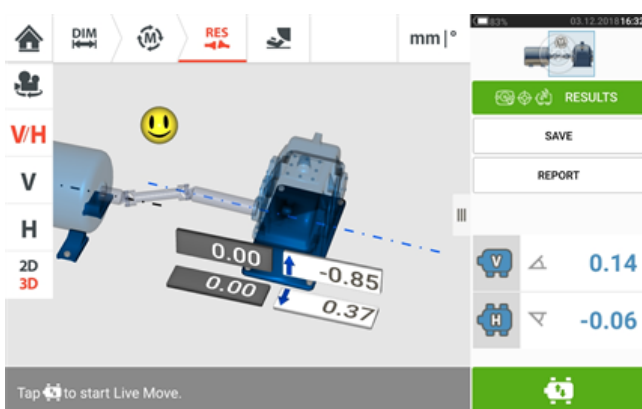 DIM
M
RES
mm|°
83%
03.12.2018 16:32
V/H
V
H
2D
3D
0.00
-0.85
0.00
0.37
RESULTS
SAVE
REPORT
V
0.14
H
-0.06
Tap to start Live Move.